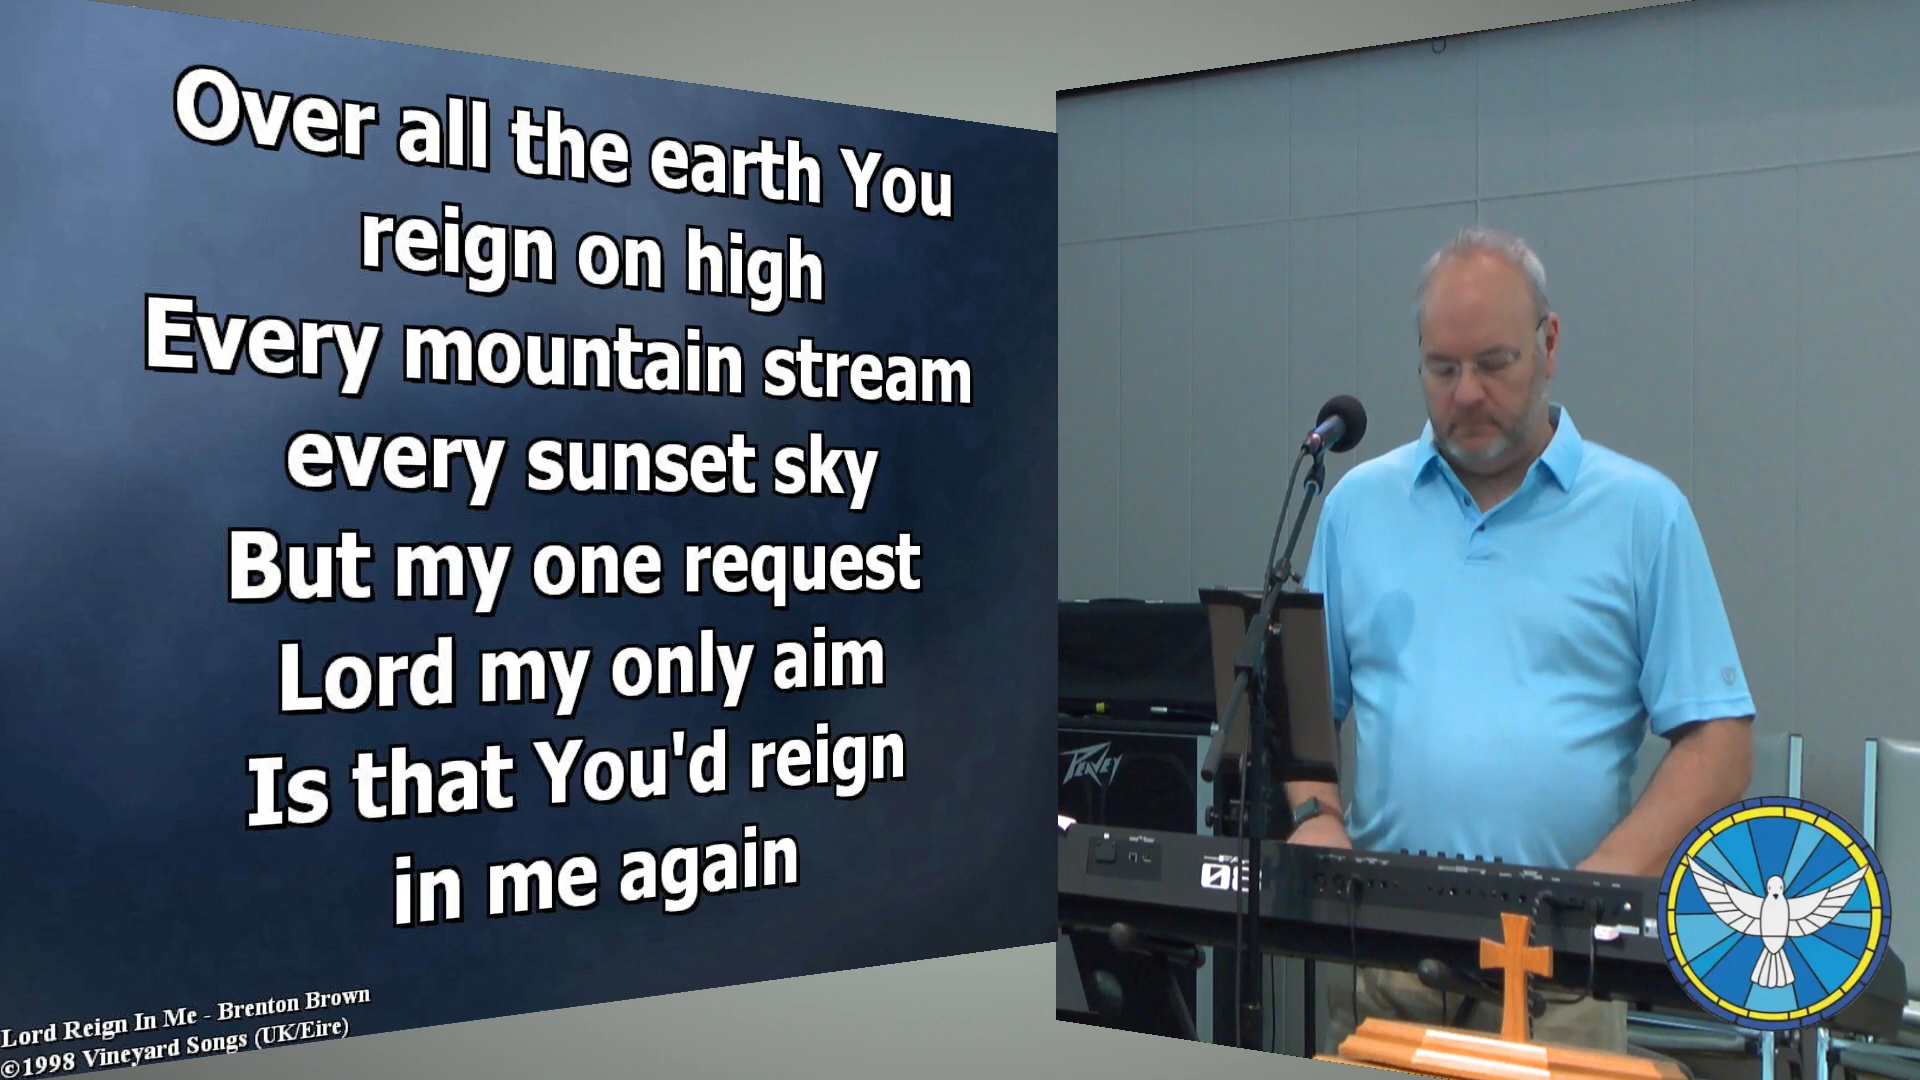 Over all the earth You
reign on high
Every mountain stream
every sunset sky
But my one request
Lord my only aim
Is that You'd reign
in me again
Lord Reign In Me - Brenton Brown
©1998 Vineyard Songs (UK/Eire)
PEAVEY
FA
08